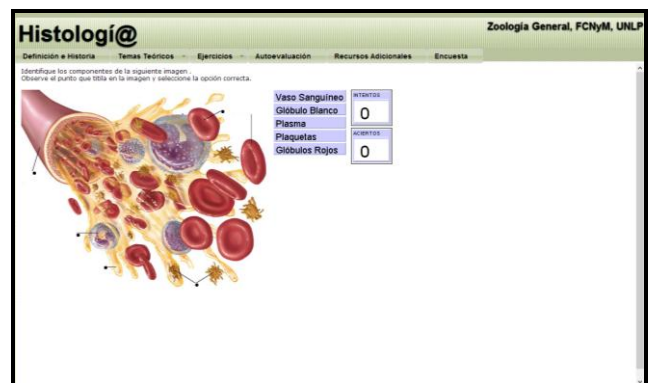 Histologí@
Zoología General, FCNyM, UNLP
Definición e Historia Temas Teóricos Ejercicios Autoevaluación Recursos Adicionales Encuesta
Identifique los componentes de la siguiente imagen .
Observe el punto que titila en la imagen y seleccione la opción correcta.
Vaso Sanguíneo
Glóbulo Blanco
Plasma
Plaquetas
Glóbulos Rojos
INTENTOS
0
ACIERTOS
0